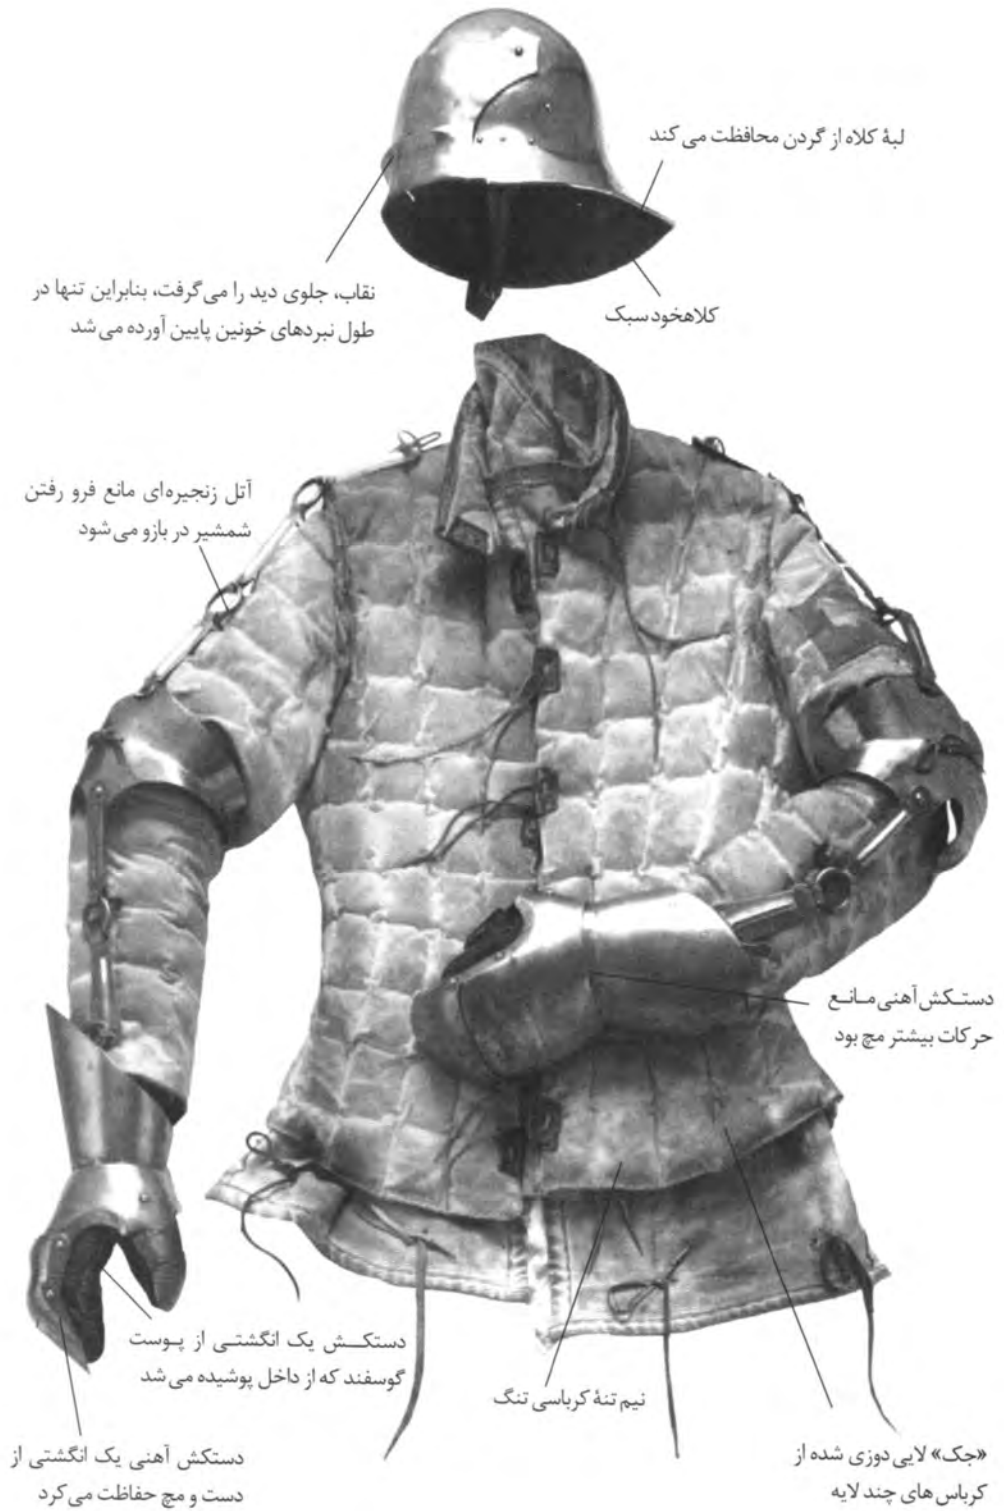 لبهٔ کلاه از گردن محافظت می‌کند
نقاب، جلوی دید را می‌گرفت، بنابراین تنها در
طول نبردهای خونین پایین آورده می‌شد
کلاهخود سبک
آتل زنجیره‌ای مانع فرو رفتن
شمشیر در بازو می‌شود
دستکش آهنی مانع
حرکات بیشتر مچ بود
دستکش یک انگشتی از پوست
گوسفند که از داخل پوشیده می‌شد
نیم تنهٔ کرباسی تنگ
دستکش آهنی یک انگشتی از
دست و مچ حفاظت می‌کرد
«جک» لایی دوزی شده از
کرباس های چند لایه